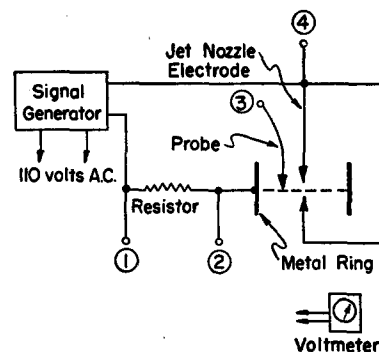 ④
Jet Nozzle
Electrode
③
Signal
Generator
Probe
110 volts A.C.
Resistor
①
②
Metal Ring
Voltmeter